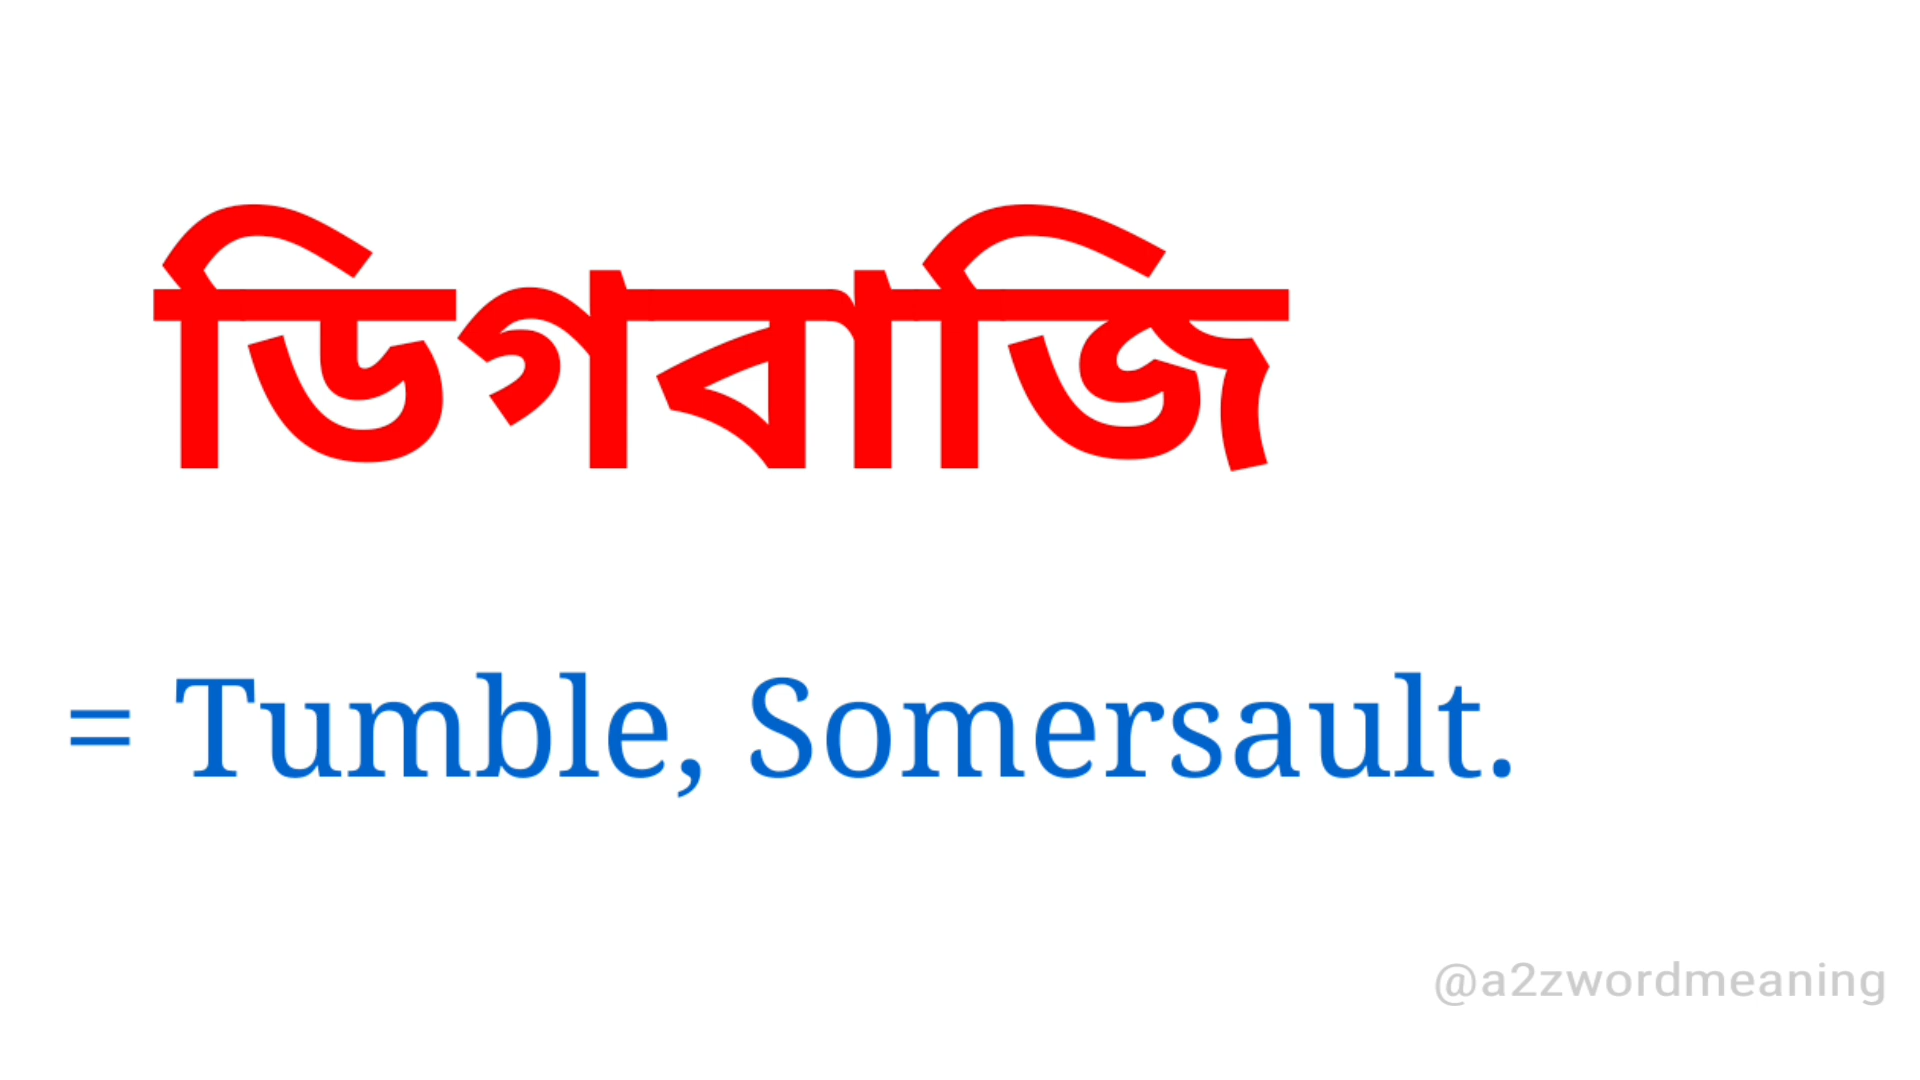 ডিগবাজি
= Tumble, Somersault.
@a2zwordmeaning